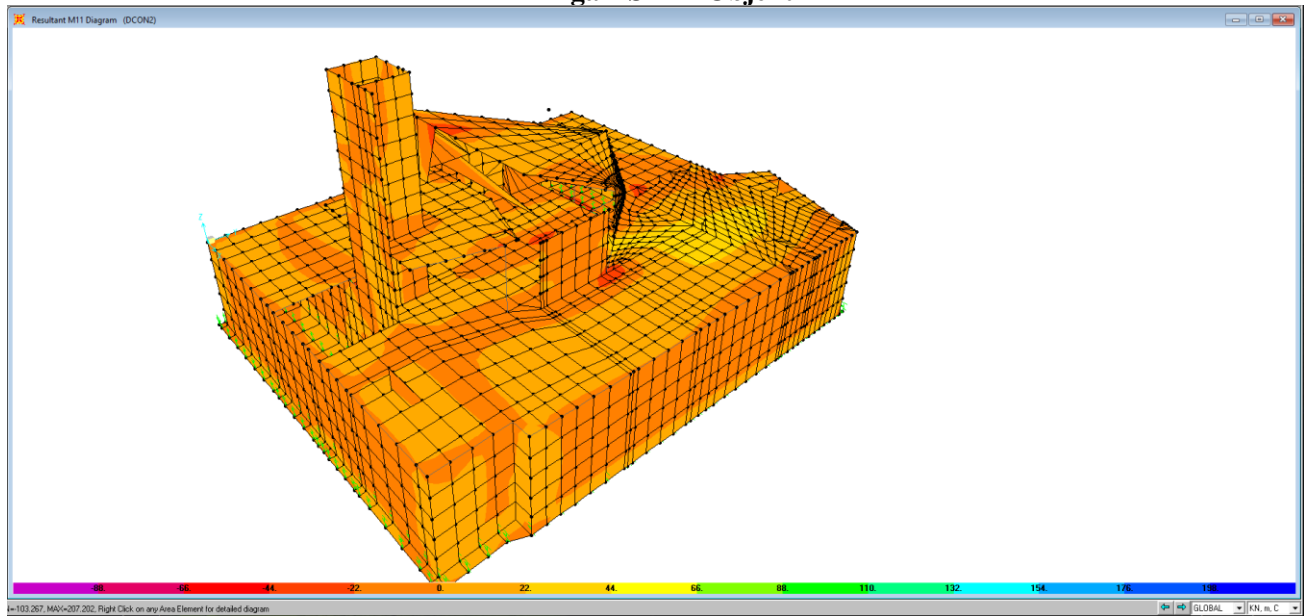 Resultant M11 Diagram (DCON2)
Z
-88. -66. -44. -22. 0. 22. 44. 66. 88. 110. 132. 154. 176. 198.
=-103.267, MAX=207.202, Right Click on any Area Element for detailed diagram
GLOBAL KN, m, C